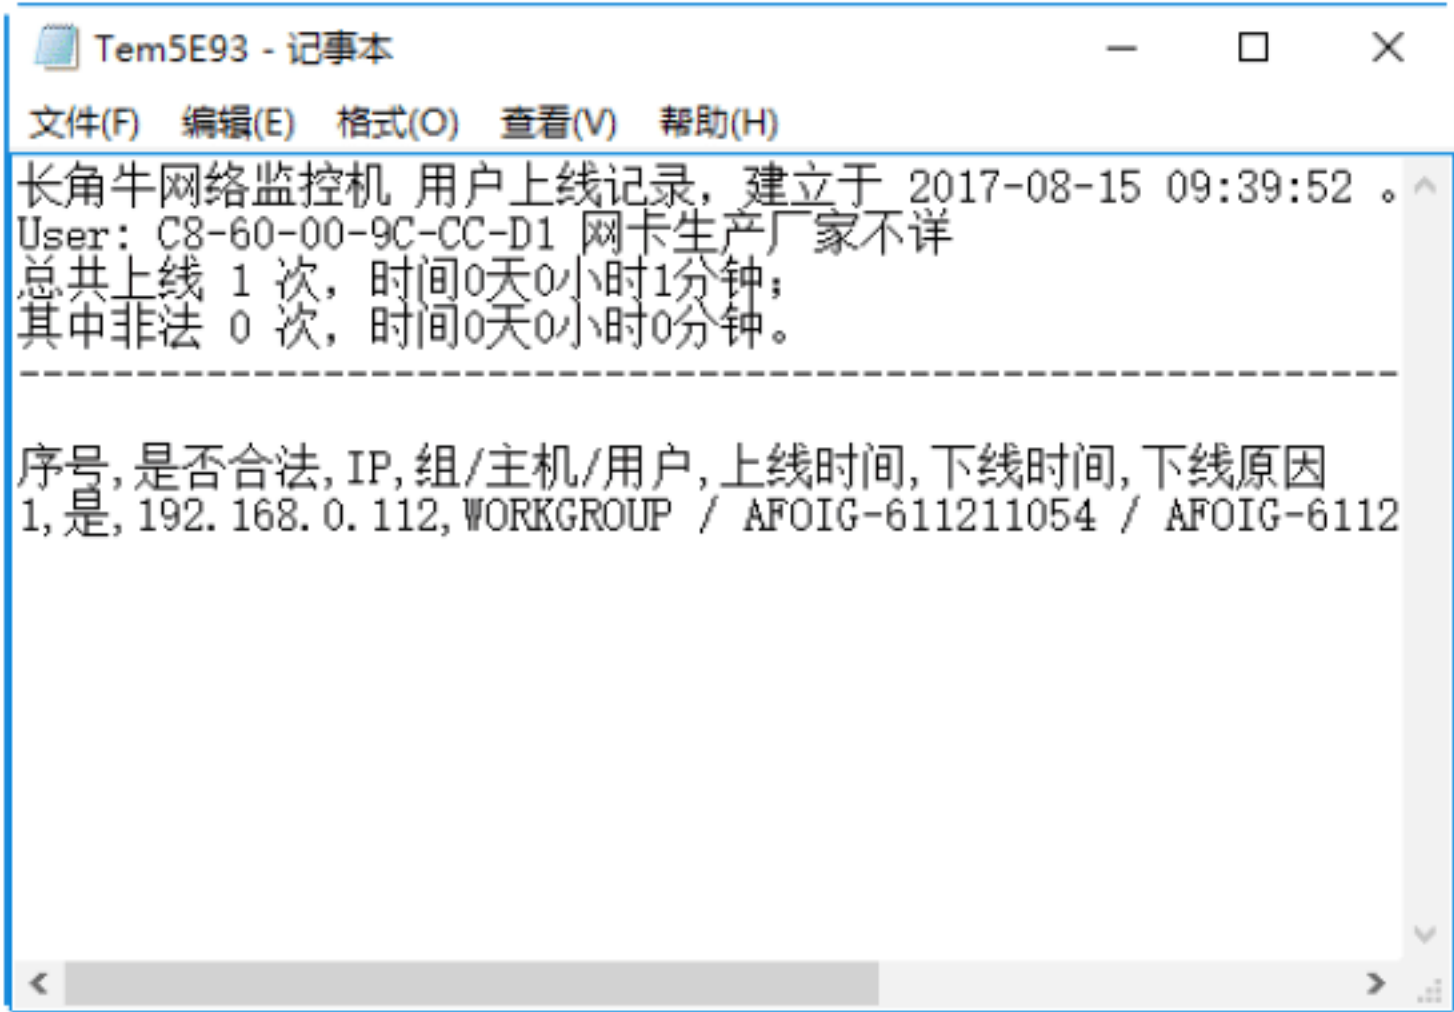 Tem5E93 - 记事本
文件(F) 编辑(E) 格式(O) 查看(V) 帮助(H)
长角牛网络监控机 用户上线记录，建立于 2017-08-15 09:39:52 。
User: C8-60-00-9C-CC-D1 网卡生产厂家不详
总共上线 1 次，时间0天0小时1分钟；
其中非法 0 次，时间0天0小时0分钟。
-----------------------------------------------------------
序号,是否合法,IP,组/主机/用户,上线时间,下线时间,下线原因
1,是,192.168.0.112,WORKGROUP / AFOIG-611211054 / AFOIG-6112